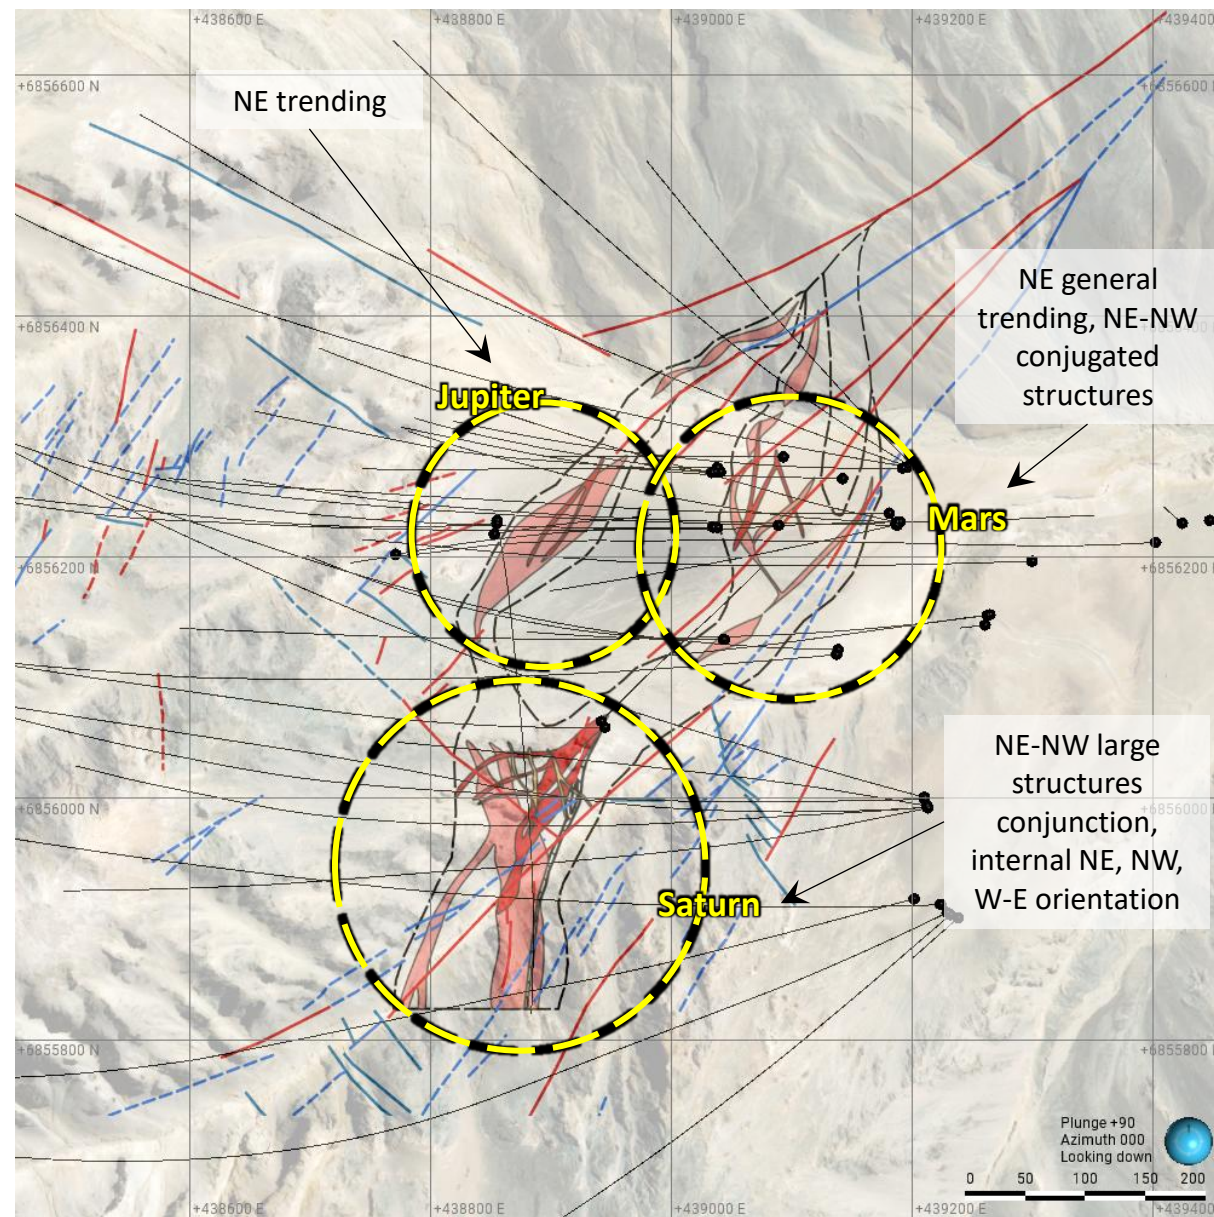 +438600 E
+438800 E
+439000 E
+439200 E
+439400
+6856600 N
+6856600
NE trending
NE general
trending, NE-NW
conjugated
structures
+6856400 N
+6856400
Jupiter
Mars
+6856200 N
+6856200
NE-NW large
structures
conjunction,
internal NE, NW,
W-E orientation
+6856000 N
+6856000
Saturn
+6855800 N
+6855800
Plunge +90
Azimuth 000
Looking down
0 50 100 150 200
+438600 E
+438800 E
+439000 E
+439200 E
+439400